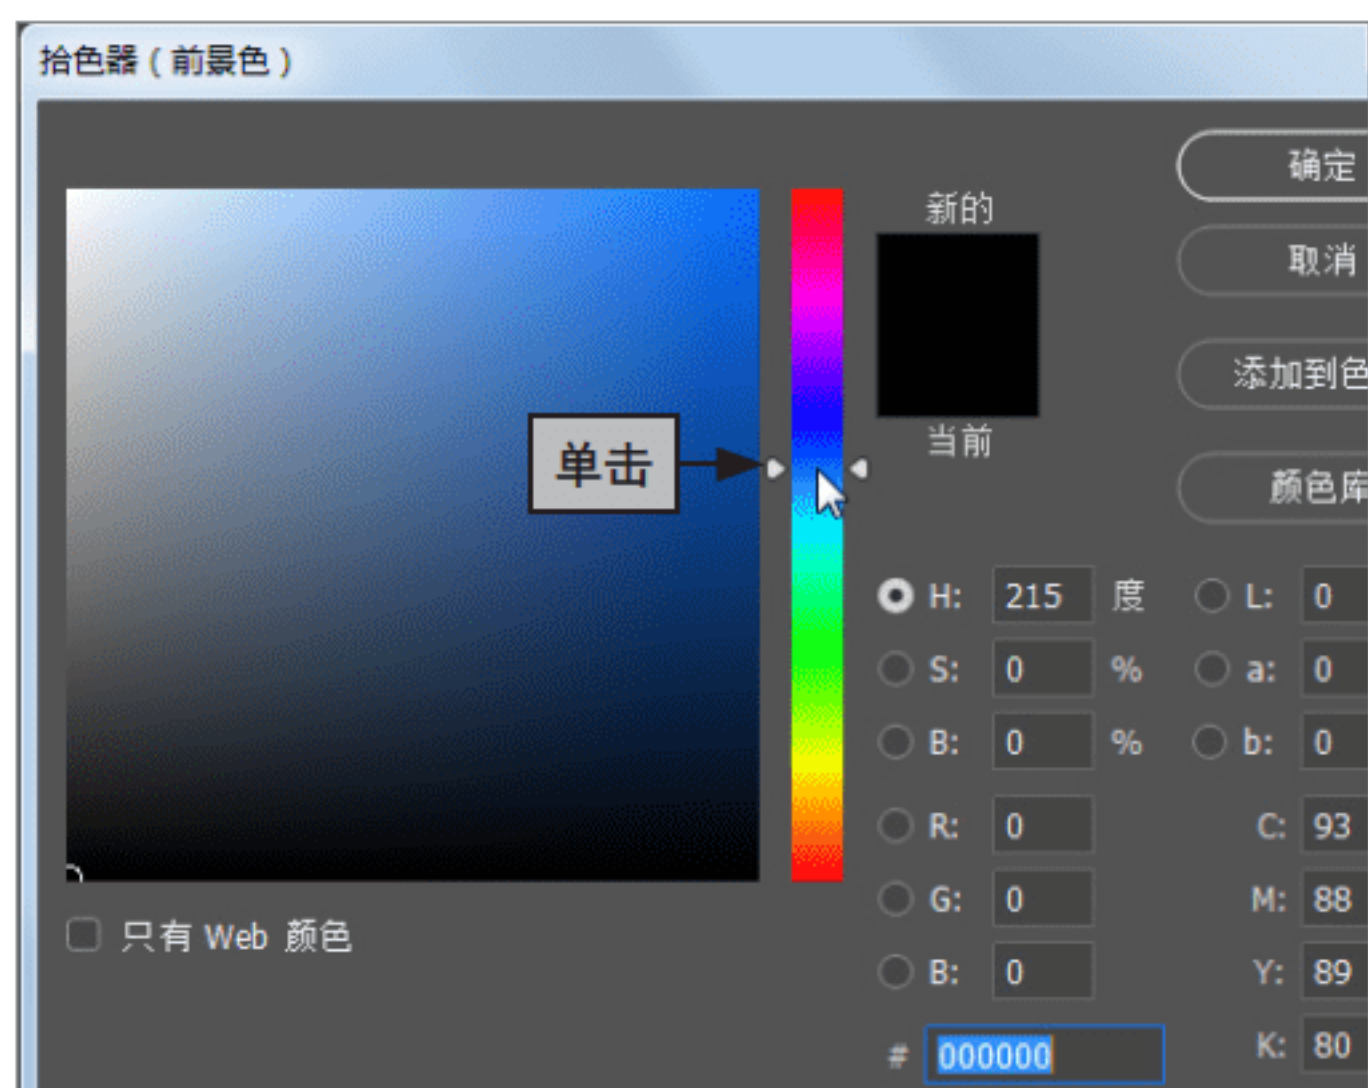 拾色器（前景色）
确定
新的
取消
添加到色
单击
当前
颜色库
H: 215 度 L: 0
S: 0 % a: 0
B: 0 % b: 0
R: 0 C: 93
G: 0 M: 88
只有 Web 颜色
B: 0 Y: 89
# 000000 K: 80